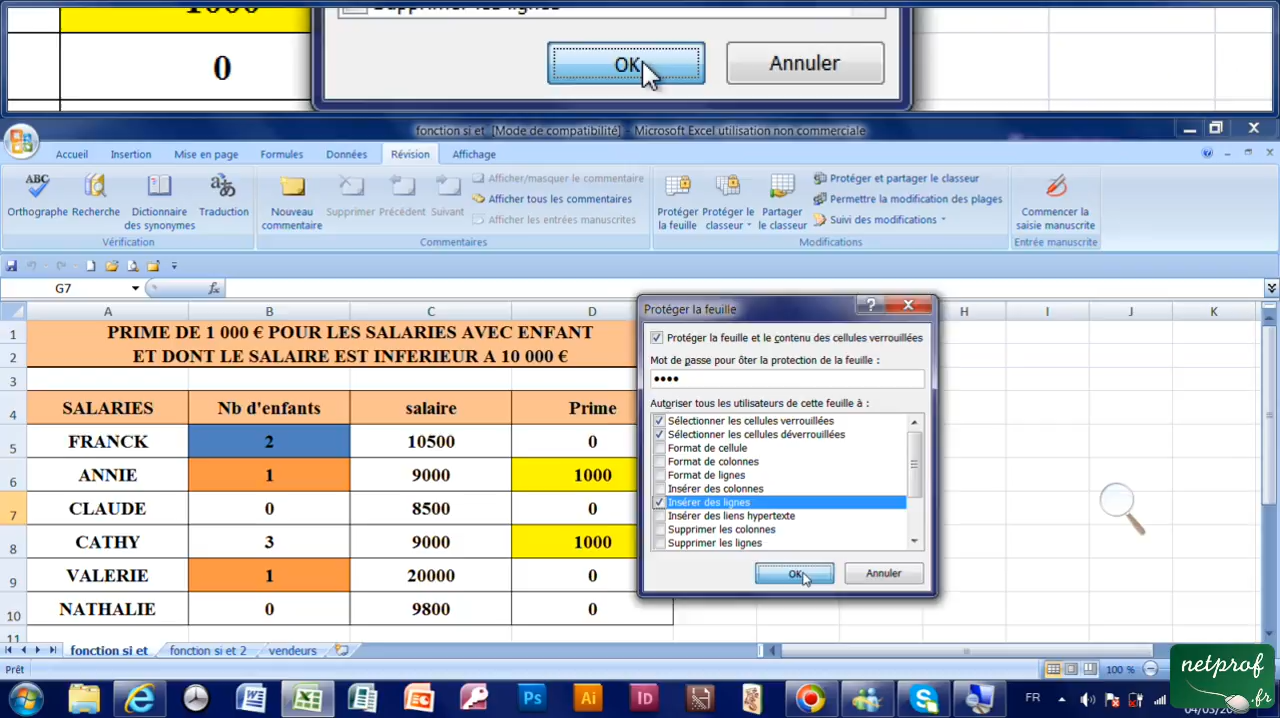 1000
0
Supprimer les lignes
OK
Annuler
fonction si et [Mode de compatibilité] - Microsoft Excel utilisation non commerciale
Accueil Insertion Mise en page Formules Données Révision Affichage
ABC
Orthographe Recherche Dictionnaire des synonymes Traduction
Vérification
Nouveau commentaire Supprimer Précédent Suivant
Afficher/masquer le commentaire
Afficher tous les commentaires
Afficher les entrées manuscrites
Commentaires
Protéger la feuille Protéger le classeur Partager le classeur
Protéger et partager le classeur
Permettre la modification des plages
Suivi des modifications
Modifications
Commencer la saisie manuscrite
Entrée manuscrite
G7 fx
A B C D H I J K
1 PRIME DE 1 000 € POUR LES SALARIES AVEC ENFANT
2 ET DONT LE SALAIRE EST INFERIEUR A 10 000 €
3
4 SALARIES Nb d'enfants salaire Prime
5 FRANCK 2 10500 0
6 ANNIE 1 9000 1000
7 CLAUDE 0 8500 0
8 CATHY 3 9000 1000
9 VALERIE 1 20000 0
10 NATHALIE 0 9800 0
11
Protéger la feuille
Protéger la feuille et le contenu des cellules verrouillées
Mot de passe pour ôter la protection de la feuille :
••••
Autoriser tous les utilisateurs de cette feuille à :
Sélectionner les cellules verrouillées
Sélectionner les cellules déverrouillées
Format de cellule
Format de colonnes
Format de lignes
Insérer des colonnes
Insérer des lignes
Insérer des liens hypertexte
Supprimer les colonnes
Supprimer les lignes
OK Annuler
fonction si et fonction si et 2 vendeurs
Prêt 100 %
Ps Ai ID
FR
netprof
.fr